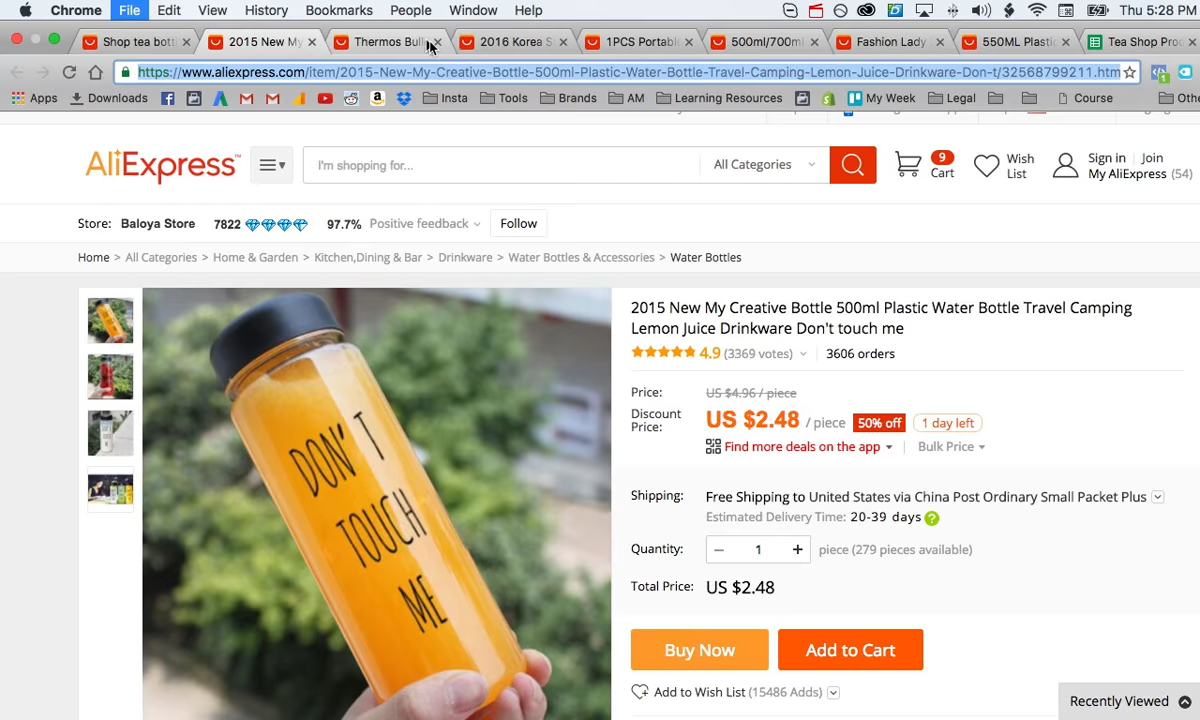 Chrome File Edit View History Bookmarks People Window Help Thu 5:28 PM
Shop tea bott 2015 New My Thermos Bull 2016 Korea S 1PCS Portabl 500ml/700ml Fashion Lady 550ML Plastic Tea Shop Prod
https://www.aliexpress.com/item/2015-New-My-Creative-Bottle-500ml-Plastic-Water-Bottle-Travel-Camping-Lemon-Juice-Drinkware-Don-t/32568799211.htm
Apps Downloads Insta Tools Brands AM Learning Resources My Week Legal Course Othe
AliExpress I'm shopping for... All Categories 9 Cart Wish List Sign in Join My AliExpress (54)
Store: Baloya Store 7822 97.7% Positive feedback Follow
Home > All Categories > Home & Garden > Kitchen,Dining & Bar > Drinkware > Water Bottles & Accessories > Water Bottles
DON'T
TOUCH
ME
2015 New My Creative Bottle 500ml Plastic Water Bottle Travel Camping
Lemon Juice Drinkware Don't touch me
4.9 (3369 votes) 3606 orders
Price: US $4.96 / piece
Discount Price: US $2.48 / piece 50% off 1 day left
Find more deals on the app Bulk Price
Shipping: Free Shipping to United States via China Post Ordinary Small Packet Plus
Estimated Delivery Time: 20-39 days ?
Quantity: 1 piece (279 pieces available)
Total Price: US $2.48
Buy Now Add to Cart
Add to Wish List (15486 Adds)
Recently Viewed